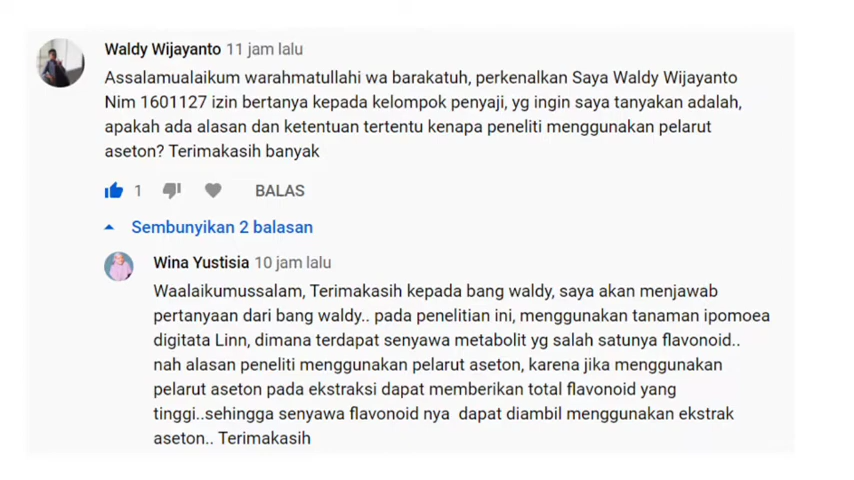 Waldy Wijayanto 11 jam lalu
Assalamualaikum warahmatullahi wa barakatuh, perkenalkan Saya Waldy Wijayanto
Nim 1601127 izin bertanya kepada kelompok penyaji, yg ingin saya tanyakan adalah,
apakah ada alasan dan ketentuan tertentu kenapa peneliti menggunakan pelarut
aseton? Terimakasih banyak
1 BALAS
Sembunyikan 2 balasan
Wina Yustisia 10 jam lalu
Waalaikumussalam, Terimakasih kepada bang waldy, saya akan menjawab
pertanyaan dari bang waldy.. pada penelitian ini, menggunakan tanaman ipomoea
digitata Linn, dimana terdapat senyawa metabolit yg salah satunya flavonoid..
nah alasan peneliti menggunakan pelarut aseton, karena jika menggunakan
pelarut aseton pada ekstraksi dapat memberikan total flavonoid yang
tinggi..sehingga senyawa flavonoid nya dapat diambil menggunakan ekstrak
aseton.. Terimakasih